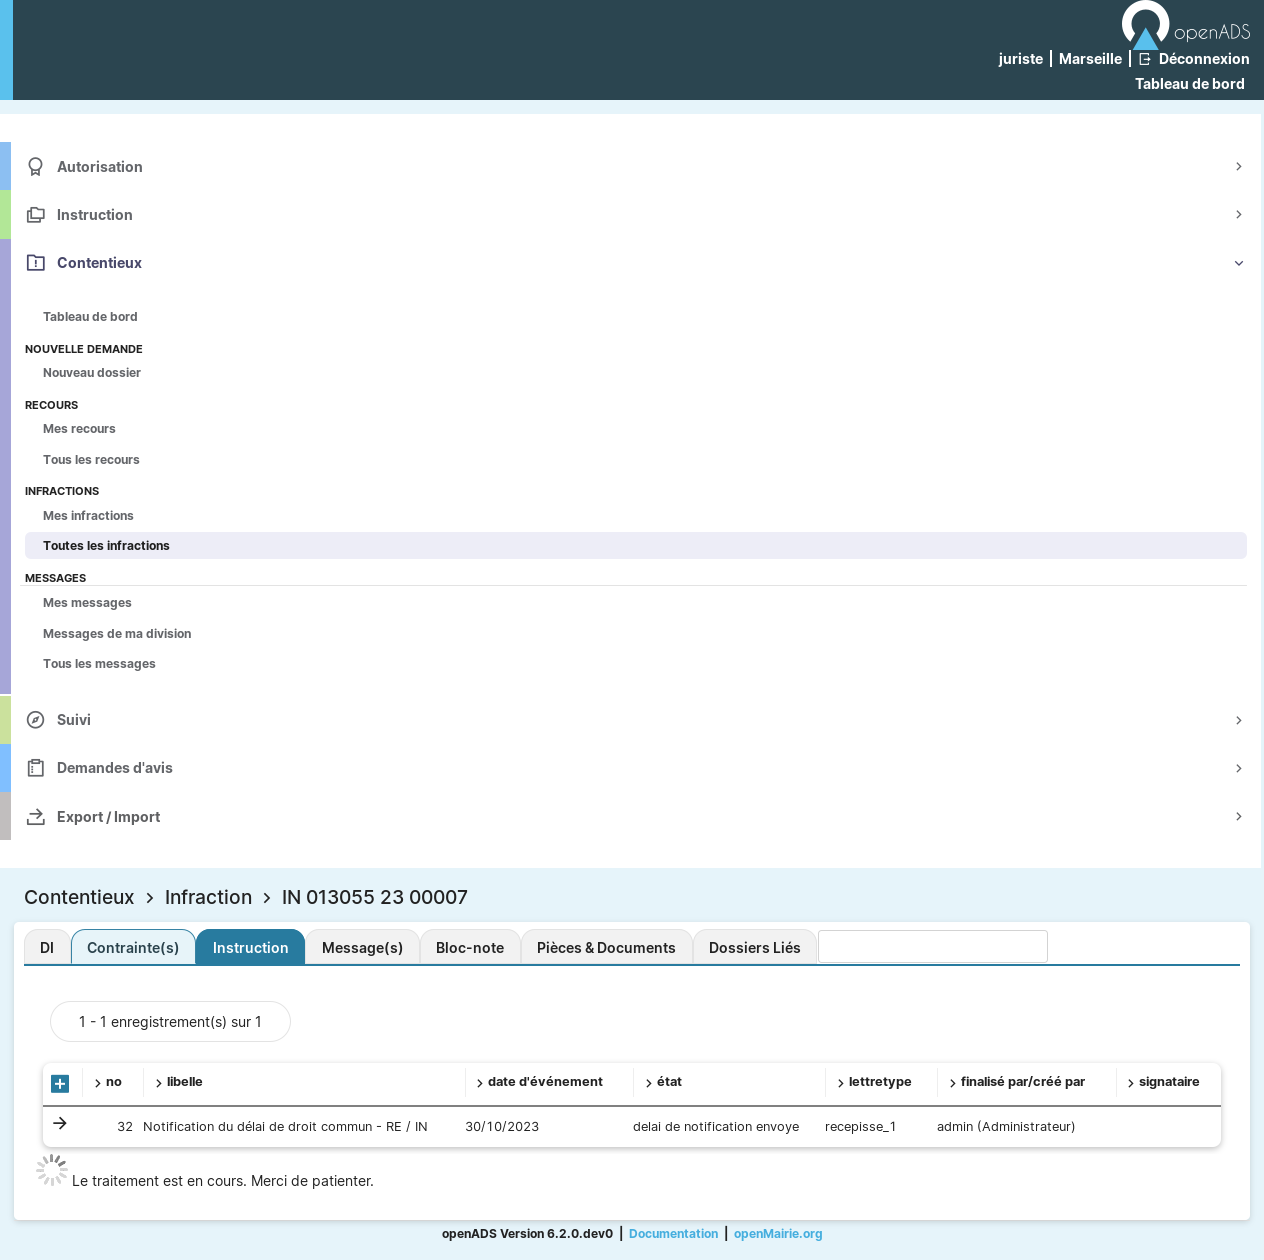 openADS
juriste | Marseille | Déconnexion
Tableau de bord
Autorisation
Instruction
Contentieux
Tableau de bord
NOUVELLE DEMANDE
Nouveau dossier
RECOURS
Mes recours
Tous les recours
INFRACTIONS
Mes infractions
Toutes les infractions
MESSAGES
Mes messages
Messages de ma division
Tous les messages
Suivi
Demandes d'avis
Export / Import
Contentieux > Infraction > IN 013055 23 00007
DI Contrainte(s) Instruction Message(s) Bloc-note Pièces & Documents Dossiers Liés
1 - 1 enregistrement(s) sur 1
no libelle date d'événement état lettretype finalisé par/créé par signataire
32 Notification du délai de droit commun - RE / IN 30/10/2023 delai de notification envoye recepisse_1 admin (Administrateur)
Le traitement est en cours. Merci de patienter.
openADS Version 6.2.0.dev0 | Documentation | openMairie.org